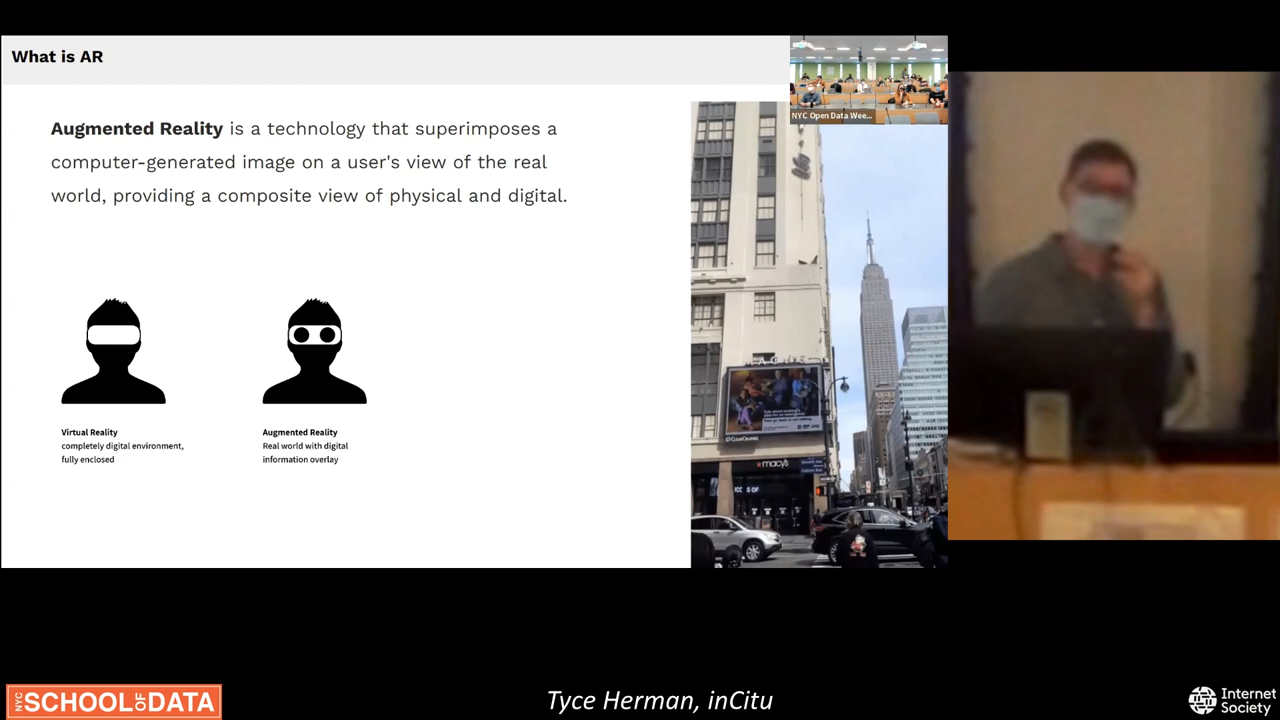 What is AR
Augmented Reality is a technology that superimposes a
computer-generated image on a user's view of the real
world, providing a composite view of physical and digital.
Virtual Reality
completely digital environment,
fully enclosed
Augmented Reality
Real world with digital
information overlay
NYC Open Data Wee...
macys
NYC SCHOOL OF DATA
Tyce Herman, inCitu
Internet
Society